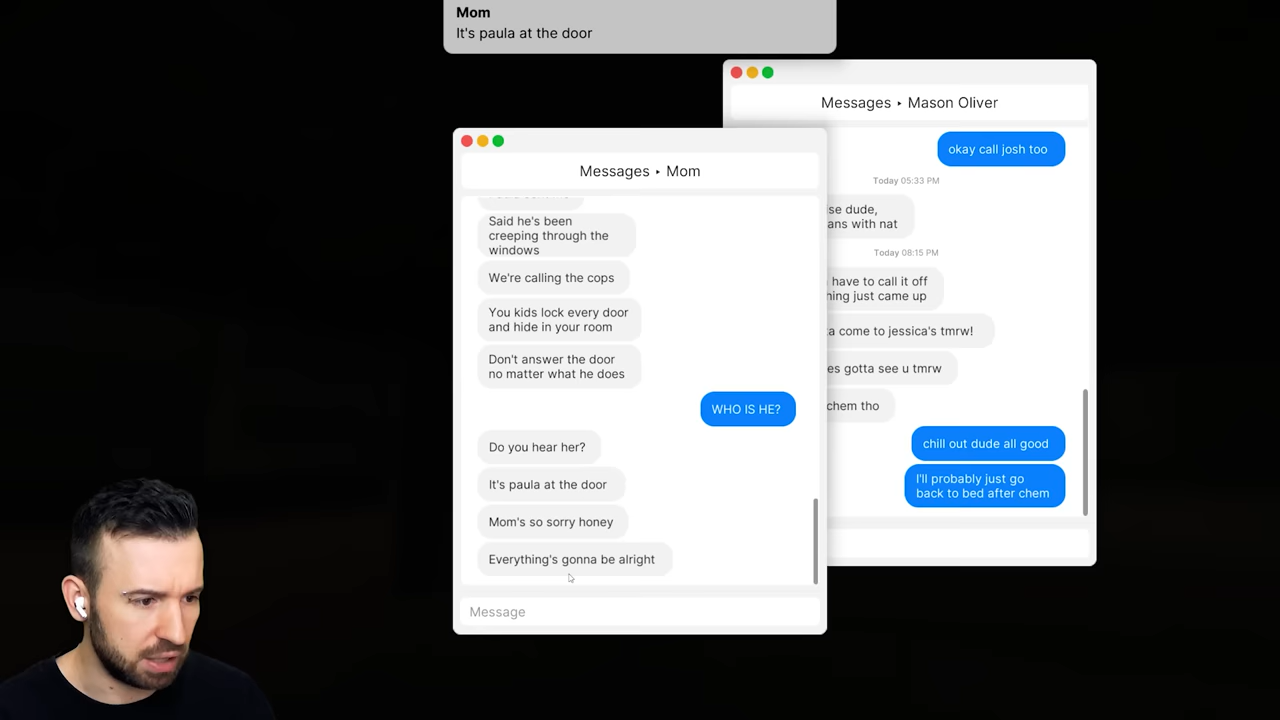 Mom
It's paula at the door
Messages ‣ Mason Oliver
okay call josh too
Today 05:33 PM
dude,
with nat
Today 08:15 PM
have to call it off
just came up
come to jessica's tmrw!
gotta see u tmrw
chem tho
chill out dude all good
I'll probably just go
back to bed after chem
Messages ‣ Mom
Said he's been
creeping through the
windows
We're calling the cops
You kids lock every door
and hide in your room
Don't answer the door
no matter what he does
WHO IS HE?
Do you hear her?
It's paula at the door
Mom's so sorry honey
Everything's gonna be alright
Message